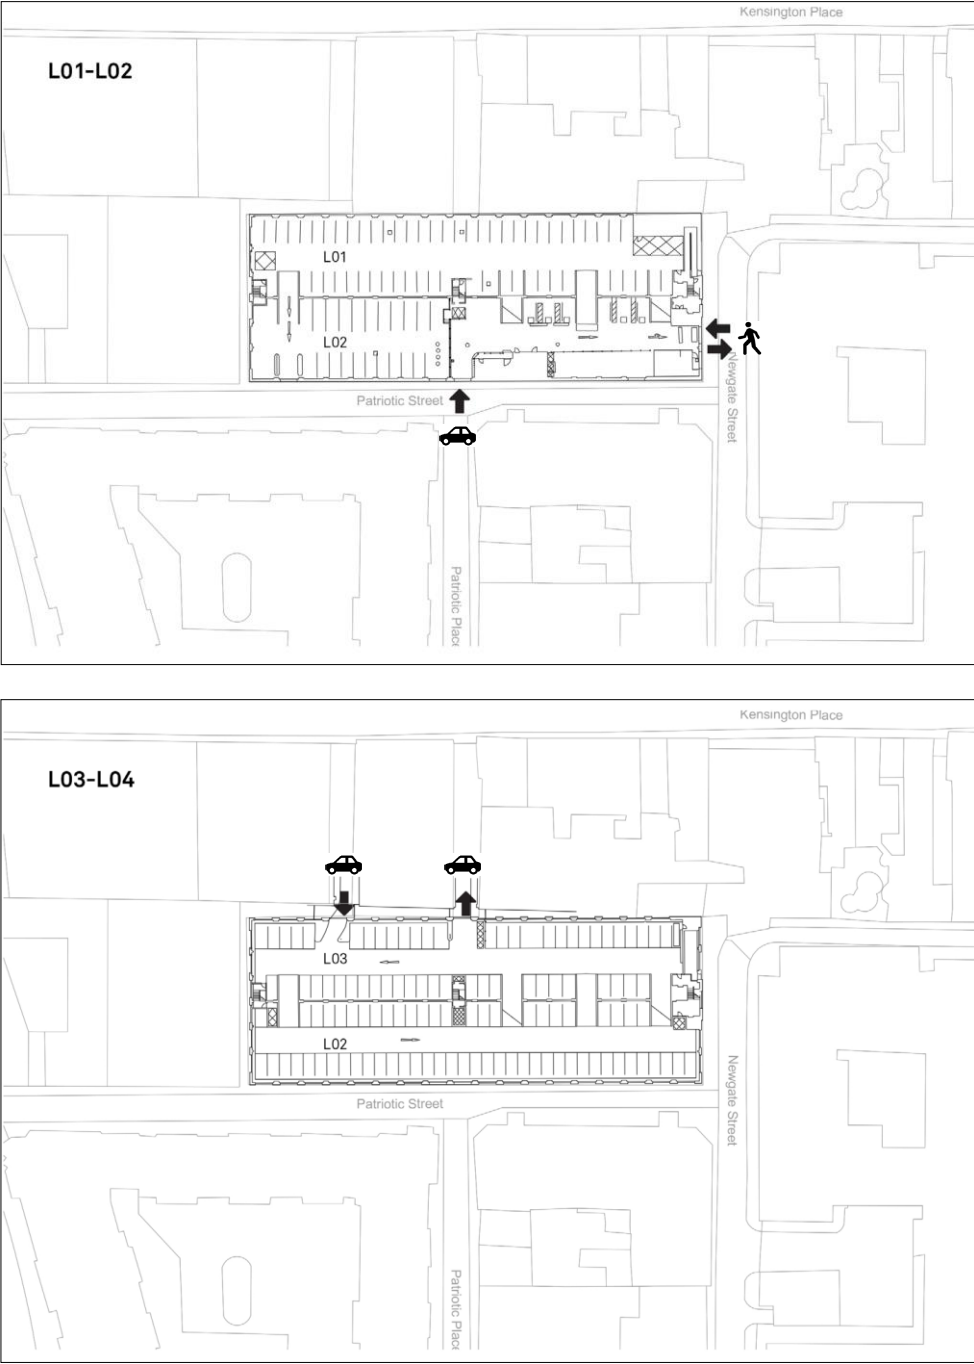 Kensington Place
L01-L02
L01
L02
Patriotic Street
Newgate Street
Patriotic Place
Kensington Place
L03-L04
L03
L02
Patriotic Street
Newgate Street
Patriotic Place